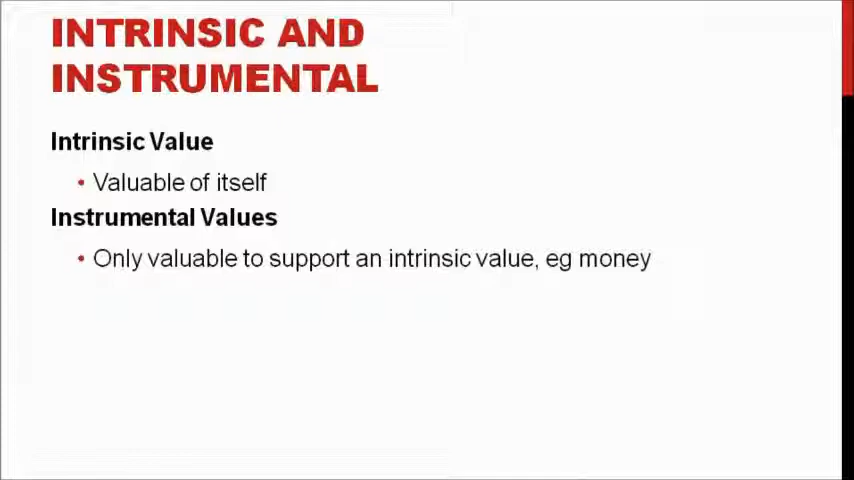 INTRINSIC AND
INSTRUMENTAL
Intrinsic Value
• Valuable of itself
Instrumental Values
• Only valuable to support an intrinsic value, eg money